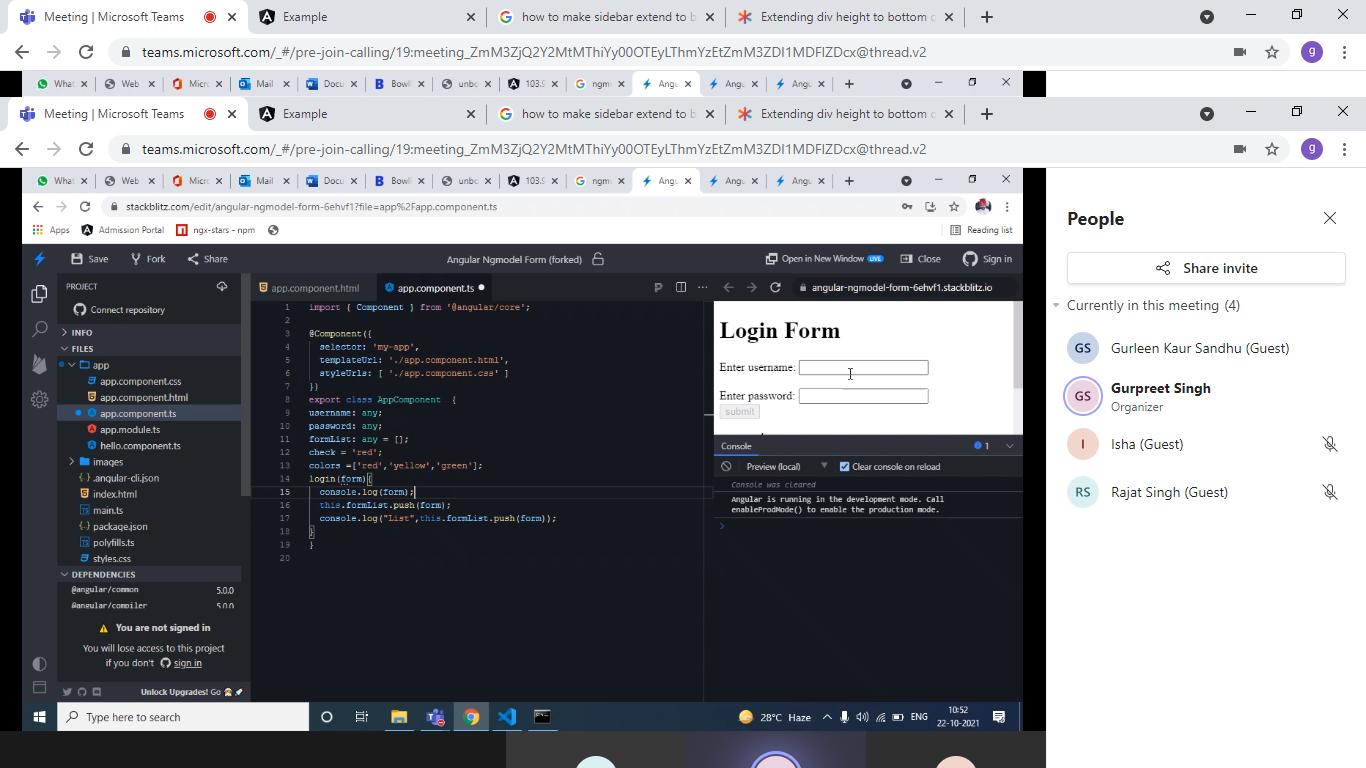 Meeting | Microsoft Teams
Example
how to make sidebar extend to b
Extending div height to bottom o
teams.microsoft.com/_#/pre-join-calling/19:meeting_ZmM3ZjQ2Y2MtMThiYy00OTEyLThmYzEtZmM3ZDI1MDFlZDcx@thread.v2
g
What Web Micro Mail Docu Bowli unbo 103.9 ngmo Angu Angu Angu
Meeting | Microsoft Teams
Example
how to make sidebar extend to b
Extending div height to bottom o
teams.microsoft.com/_#/pre-join-calling/19:meeting_ZmM3ZjQ2Y2MtMThiYy00OTEyLThmYzEtZmM3ZDI1MDFlZDcx@thread.v2
g
What Web Micro Mail Docu Bowli unbo 103.9 ngmo Angu Angu Angu
stackblitz.com/edit/angular-ngmodel-form-6ehvf1?file=app%2Fapp.component.ts
Apps Admission Portal ngx-stars - npm Reading list
Save Fork Share Angular Ngmodel Form (forked) Open in New Window LIVE Close Sign in
PROJECT
Connect repository
INFO
FILES
app
app.component.css
app.component.html
app.component.ts
app.module.ts
hello.component.ts
images
.angular-cli.json
index.html
main.ts
package.json
polyfills.ts
styles.css
DEPENDENCIES
@angular/common 5.0.0
@angular/compiler 5.0.0
You are not signed in
You will lose access to this project
if you don't sign in
Unlock Upgrades! Go
app.component.html app.component.ts
1 import { Component } from '@angular/core';
2
3 @Component({
4 selector: 'my-app',
5 templateUrl: './app.component.html',
6 styleUrls: [ './app.component.css' ]
7 })
8 export class AppComponent {
9 username: any;
10 password: any;
11 formList: any = [];
12 check = 'red';
13 colors =['red','yellow','green'];
14 login(form){
15 console.log(form);
16 this.formList.push(form);
17 console.log("List",this.formList.push(form));
18 }
19 }
20
angular-ngmodel-form-6ehvf1.stackblitz.io
Login Form
Enter username:
Enter password:
submit
Console 1
Preview (local) Clear console on reload
Console was cleared
Angular is running in the development mode. Call
enableProdMode() to enable the production mode.
Type here to search
28°C Haze ENG
10:52
22-10-2021
People
Share invite
Currently in this meeting (4)
GS Gurleen Kaur Sandhu (Guest)
GS Gurpreet Singh
Organizer
I Isha (Guest)
RS Rajat Singh (Guest)